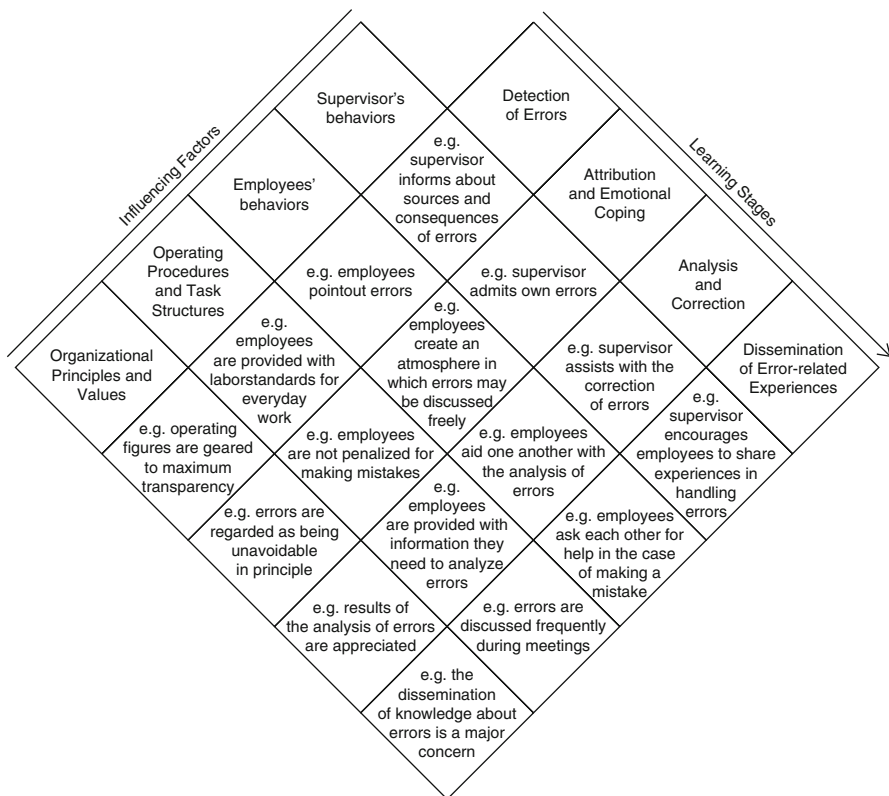 Influencing Factors
Learning Stages
Supervisor's
behaviors
Detection
of Errors
Employees'
behaviors
e.g.
supervisor
informs about
sources and
consequences
of errors
Attribution
and Emotional
Coping
Operating
Procedures
and Task
Structures
e.g. employees
pointout errors
e.g. supervisor
admits own errors
Analysis
and
Correction
Organizational
Principles and
Values
e.g.
employees
are provided with
laborstandards for
everyday
work
e.g.
employees
create an
atmosphere in
which errors may
be discussed
freely
e.g. supervisor
assists with the
correction
of errors
Dissemination
of Error-related
Experiences
e.g. operating
figures are geared
to maximum
transparency
e.g. employees
are not penalized for
making mistakes
e.g. employees
aid one another with
the analysis of
errors
e.g.
supervisor
encourages
employees to share
experiences in
handling
errors
e.g. errors are
regarded as being
unavoidable
in principle
e.g.
employees
are provided with
information they
need to analyze
errors
e.g. employees
ask each other for
help in the case
of making a
mistake
e.g. results of
the analysis of errors
are appreciated
e.g. errors are
discussed frequently
during meetings
e.g. the
dissemination
of knowledge about
errors is a major
concern